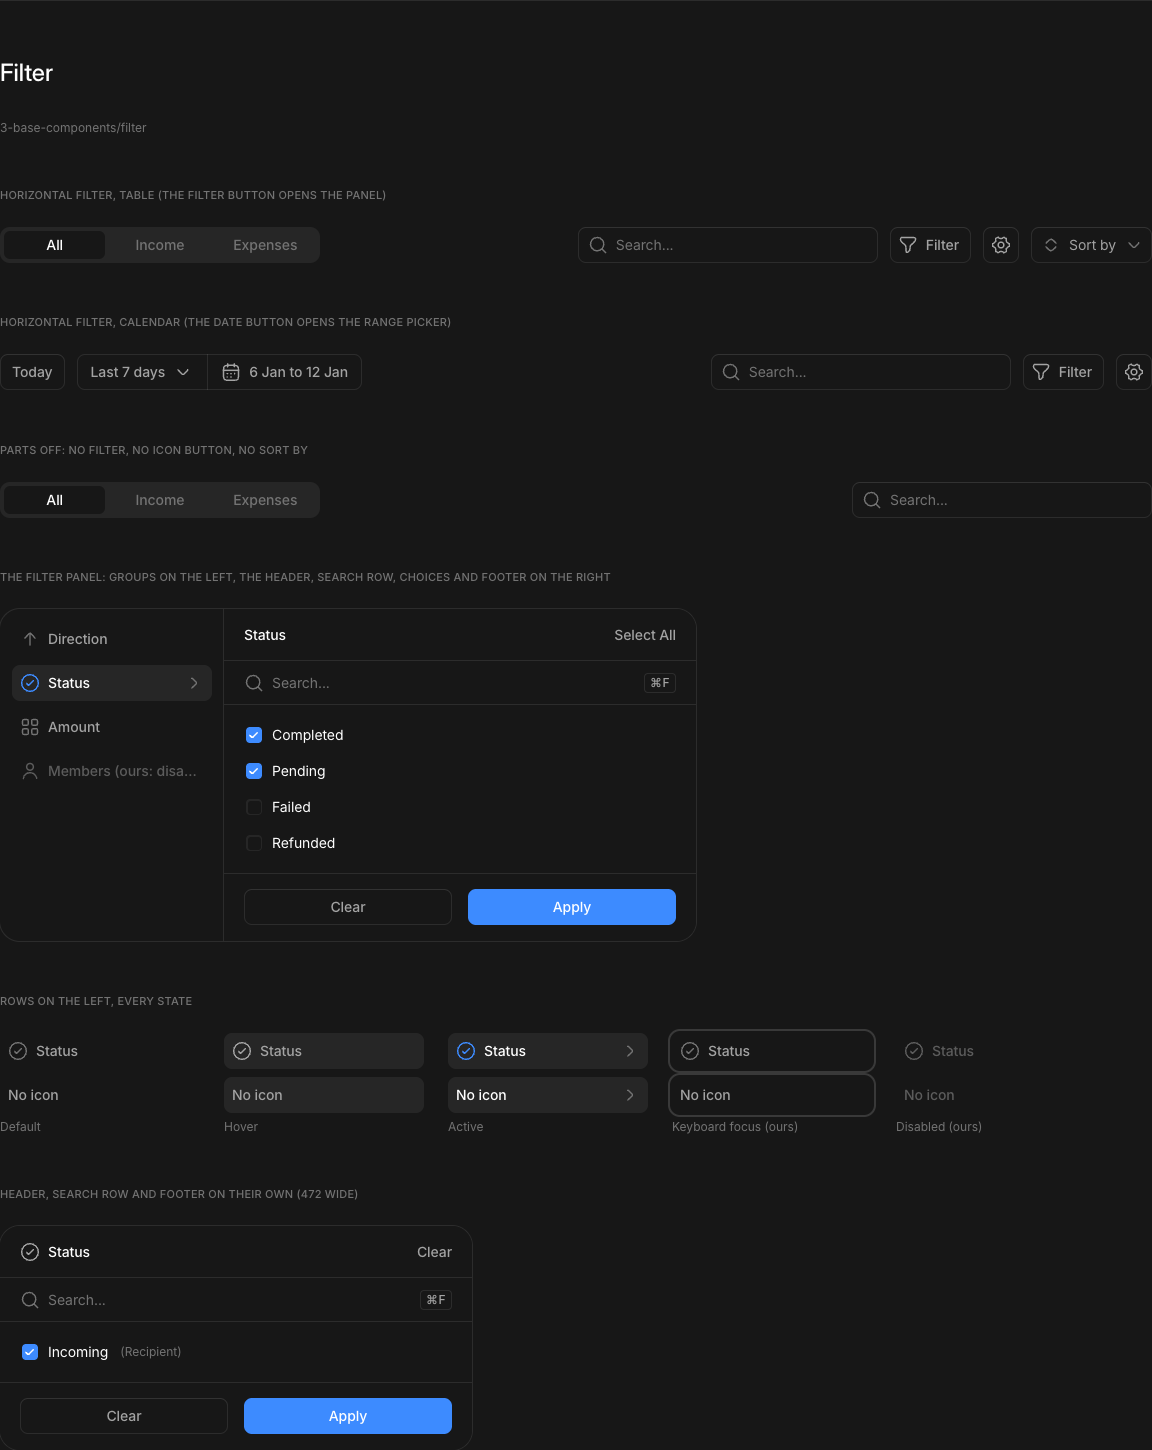 Filter
3-base-components/filter
HORIZONTAL FILTER, TABLE (THE FILTER BUTTON OPENS THE PANEL)
All Income Expenses Search... Filter Sort by
HORIZONTAL FILTER, CALENDAR (THE DATE BUTTON OPENS THE RANGE PICKER)
Today Last 7 days 6 Jan to 12 Jan Search... Filter
PARTS OFF: NO FILTER, NO ICON BUTTON, NO SORT BY
All Income Expenses Search...
THE FILTER PANEL: GROUPS ON THE LEFT, THE HEADER, SEARCH ROW, CHOICES AND FOOTER ON THE RIGHT
Direction
Status
Amount
Members (ours: disa...
Status Select All
Search... ⌘F
Completed
Pending
Failed
Refunded
Clear Apply
ROWS ON THE LEFT, EVERY STATE
Status Status Status Status Status
No icon No icon No icon No icon No icon
Default Hover Active Keyboard focus (ours) Disabled (ours)
HEADER, SEARCH ROW AND FOOTER ON THEIR OWN (472 WIDE)
Status Clear
Search... ⌘F
Incoming (Recipient)
Clear Apply